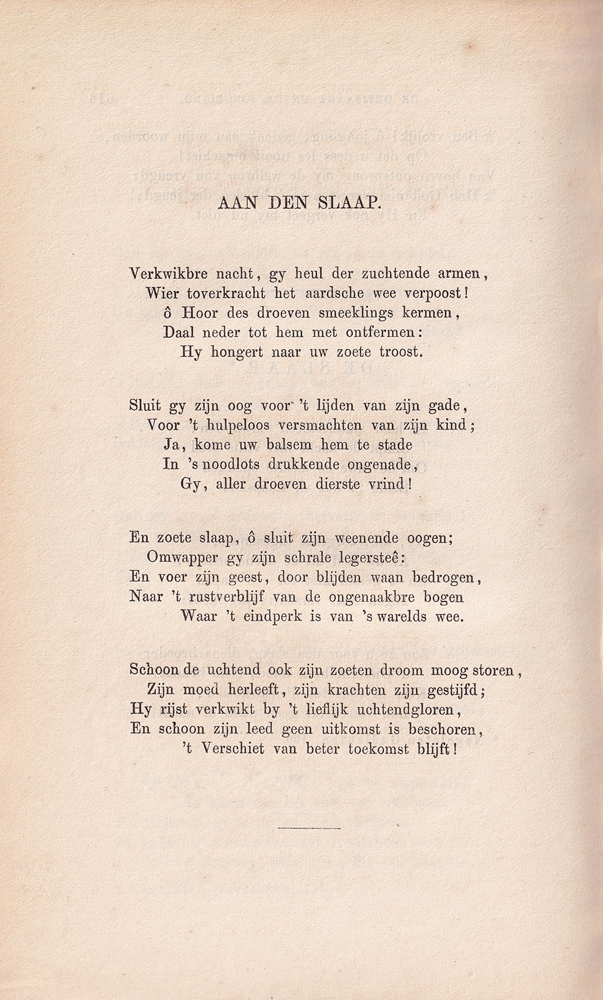 AAN DEN SLAAP.
Verkwikbre nacht, gy heul der zuchtende armen,
Wier toverkracht het aardsche wee verpoost!
ô Hoor des droeven smeeklings kermen,
Daal neder tot hem met ontfermen:
Hy hongert naar uw zoete troost.
Sluit gy zijn oog voor 't lijden van zijn gade,
Voor 't hulpeloos versmachten van zijn kind;
Ja, kome uw balsem hem te stade
In 's noodlots drukkende ongenade,
Gy, aller droeven dierste vrind!
En zoete slaap, ô sluit zijn weenende oogen;
Omwapper gy zijn schrale legersteê:
En voer zijn geest, door blijden waan bedrogen,
Naar 't rustverblijf van de ongenaakbre bogen
Waar 't eindperk is van 's warelds wee.
Schoon de uchtend ook zijn zoeten droom moog storen,
Zijn moed herleeft, zijn krachten zijn gestijfd;
Hy rijst verkwikt by 't lieflijk uchtendgloren,
En schoon zijn leed geen uitkomst is beschoren,
't Verschiet van beter toekomst blijft!